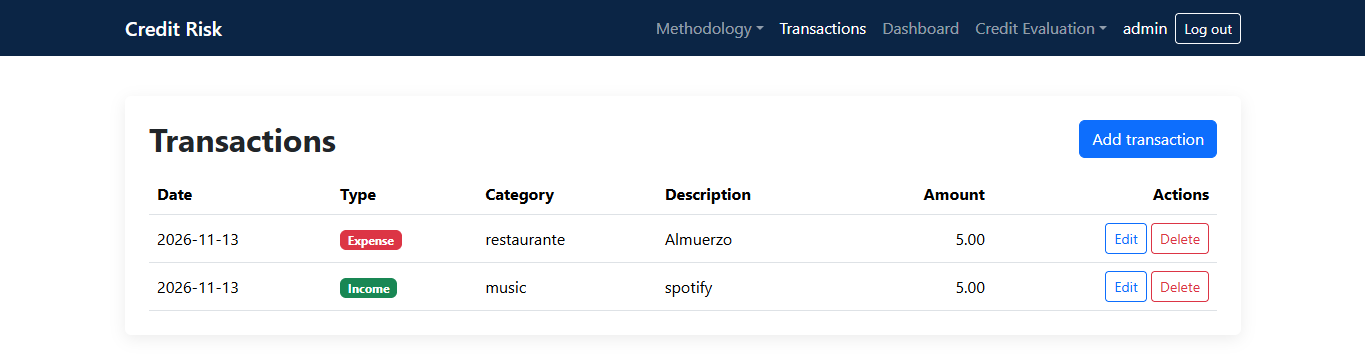 Credit Risk Methodology Transactions Dashboard Credit Evaluation admin Log out
Transactions Add transaction
Date Type Category Description Amount Actions
2026-11-13 Expense restaurante Almuerzo 5.00 Edit Delete
2026-11-13 Income music spotify 5.00 Edit Delete